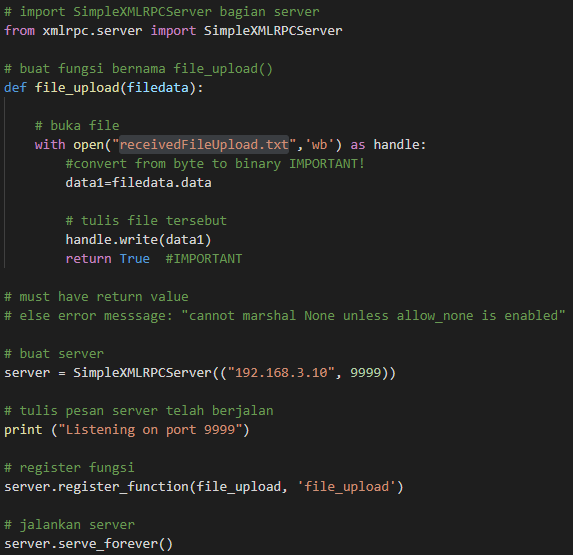 # import SimpleXMLRPCServer bagian server
from xmlrpc.server import SimpleXMLRPCServer
# buat fungsi bernama file_upload()
def file_upload(filedata):
# buka file
with open("receivedFileUpload.txt",'wb') as handle:
#convert from byte to binary IMPORTANT!
data1=filedata.data
# tulis file tersebut
handle.write(data1)
return True  #IMPORTANT
# must have return value
# else error messsage: "cannot marshal None unless allow_none is enabled"
# buat server
server = SimpleXMLRPCServer(("192.168.3.10", 9999))
# tulis pesan server telah berjalan
print ("Listening on port 9999")
# register fungsi
server.register_function(file_upload, 'file_upload')
# jalankan server
server.serve_forever()